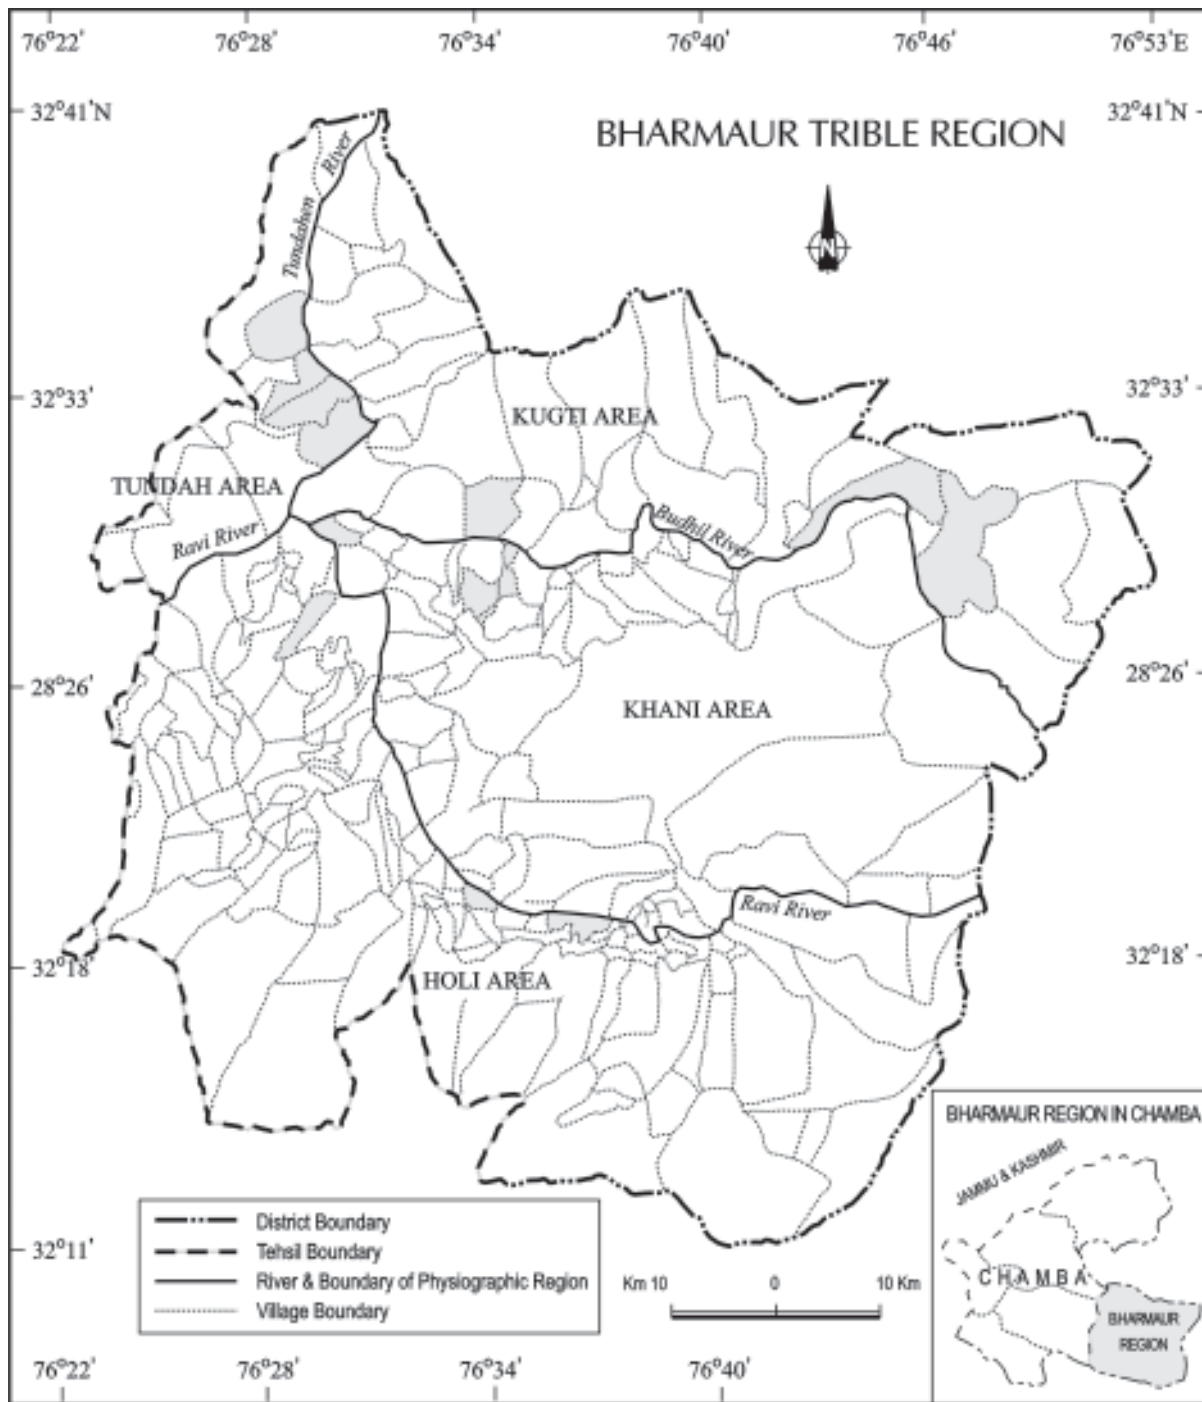 76°22' 76°28' 76°34' 76°40' 76°46' 76°53'E
32°41'N 32°41'N
BHARMAUR TRIBLE REGION
River
Tundahen
N
32°33' 32°33'
KUGTI AREA
TUNDAH AREA
Ravi River
Budhil River
28°26' 28°26'
KHANI AREA
Ravi River
32°18' 32°18'
HOLI AREA
BHARMAUR REGION IN CHAMBA
JAMMU & KASHMIR
CHAMBA
BHARMAUR
REGION
District Boundary
Tehsil Boundary
River & Boundary of Physiographic Region
Village Boundary
32°11'
Km 10 0 10 Km
76°22' 76°28' 76°34' 76°40'